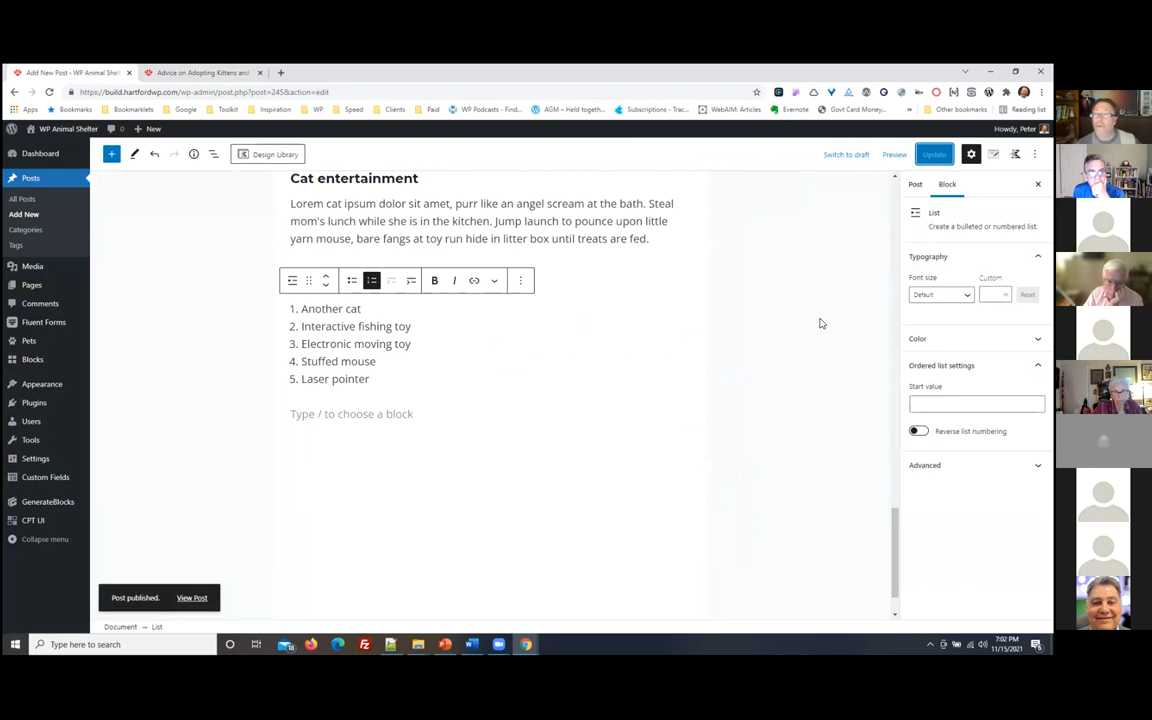 Add New Post ‹ WP Animal Shelt
Advice on Adopting Kittens and
https://build.hartfordwp.com/wp-admin/post.php?post=245&action=edit
Apps
Bookmarks
Bookmarklets
Google
Toolkit
Inspiration
WP
Speed
Clients
Paid
WP Podcasts - Find...
AGM – Held togeth...
Subscriptions - Trac...
WebAIM: Articles
Evernote
Govt Card Money...
Other bookmarks
Reading list
WP Animal Shelter
0
New
Howdy, Peter
Dashboard
Posts
All Posts
Add New
Categories
Tags
Media
Pages
Comments
Fluent Forms
Pets
Blocks
Appearance
Plugins
Users
Tools
Settings
Custom Fields
GenerateBlocks
CPT UI
Collapse menu
Design Library
Switch to draft
Preview
Update
Cat entertainment
Lorem cat ipsum dolor sit amet, purr like an angel scream at the bath. Steal
mom's lunch while she is in the kitchen. Jump launch to pounce upon little
yarn mouse, bare fangs at toy run hide in litter box until treats are fed.
B
I
1. Another cat
2. Interactive fishing toy
3. Electronic moving toy
4. Stuffed mouse
5. Laser pointer
Type / to choose a block
Post published.
View Post
Document → List
Post
Block
List
Create a bulleted or numbered list.
Typography
Font size
Custom
Default
Reset
Color
Ordered list settings
Start value
Reverse list numbering
Advanced
Type here to search
7:02 PM
11/15/2021